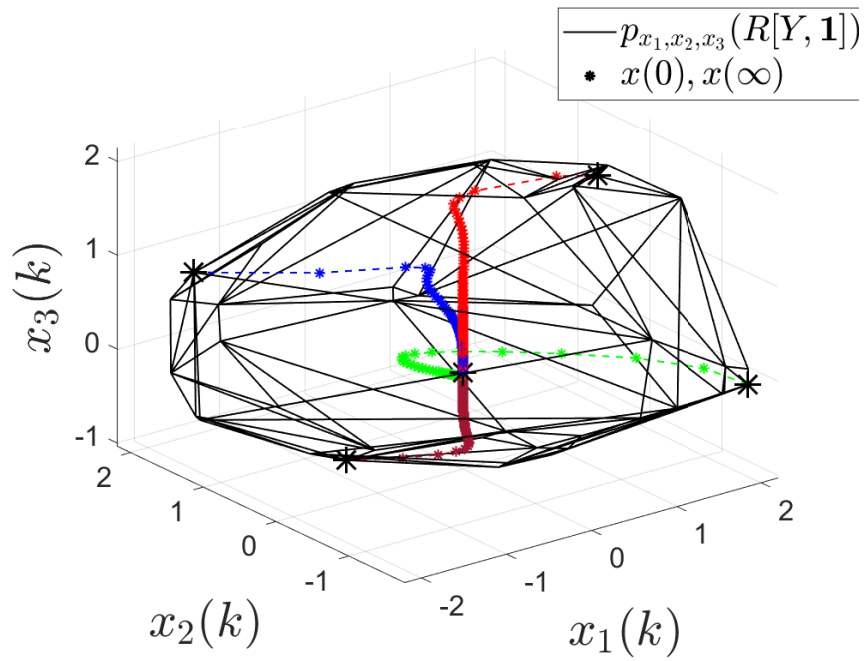 p_{x_1,x_2,x_3}(R[Y, 1])
x(0), x(∞)
2
1
0
-1
x_3(k)
2
1
0
-1
x_2(k)
-2
-1
0
1
2
x_1(k)